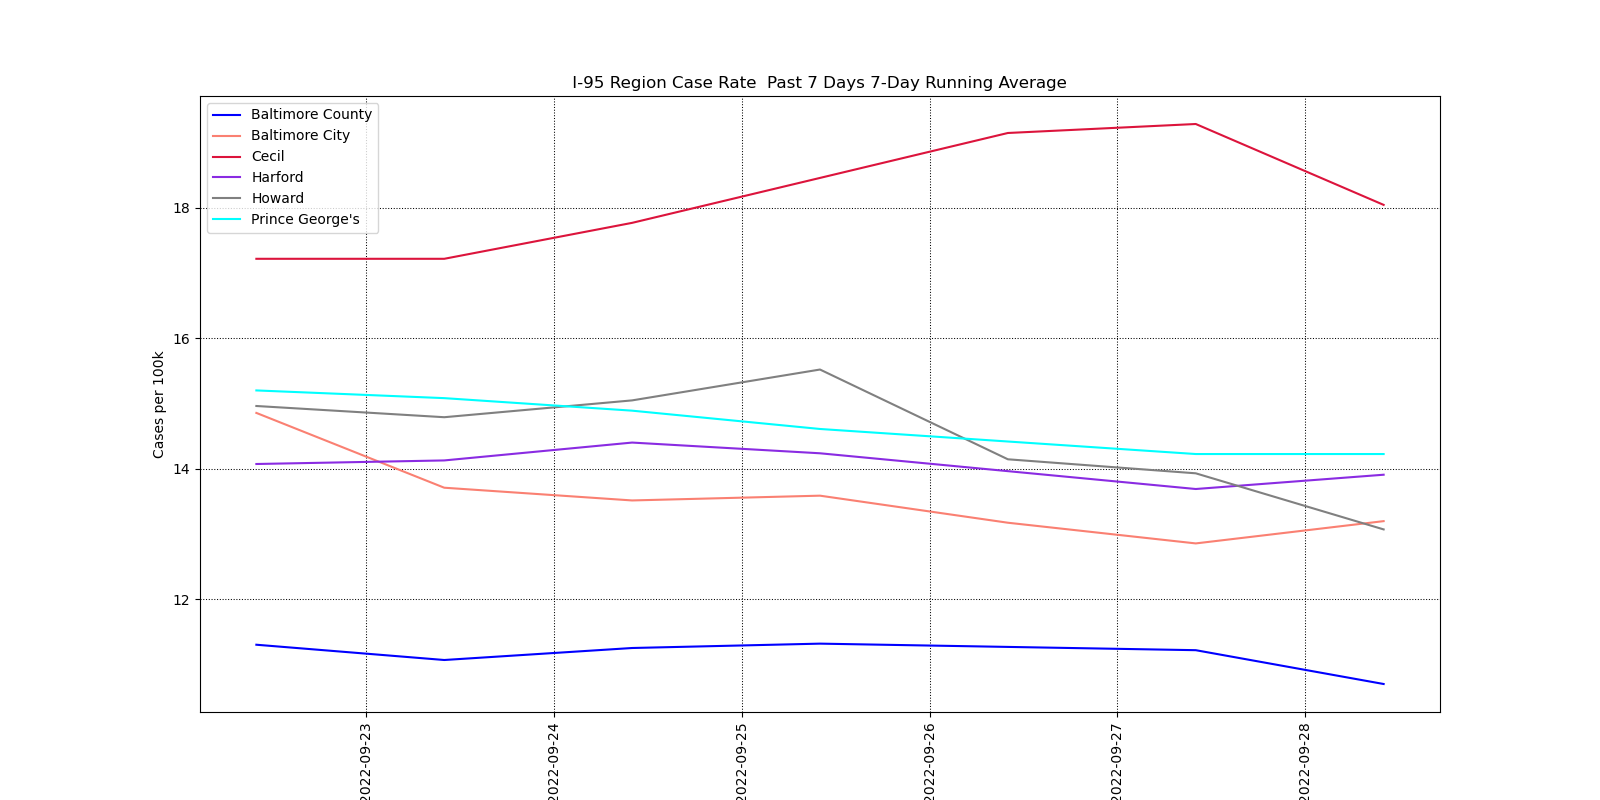 I-95 Region Case Rate  Past 7 Days 7-Day Running Average
Baltimore County
Baltimore City
Cecil
Harford
Howard
Prince George's
Cases per 100k
18
16
14
12
2022-09-23
2022-09-24
2022-09-25
2022-09-26
2022-09-27
2022-09-28